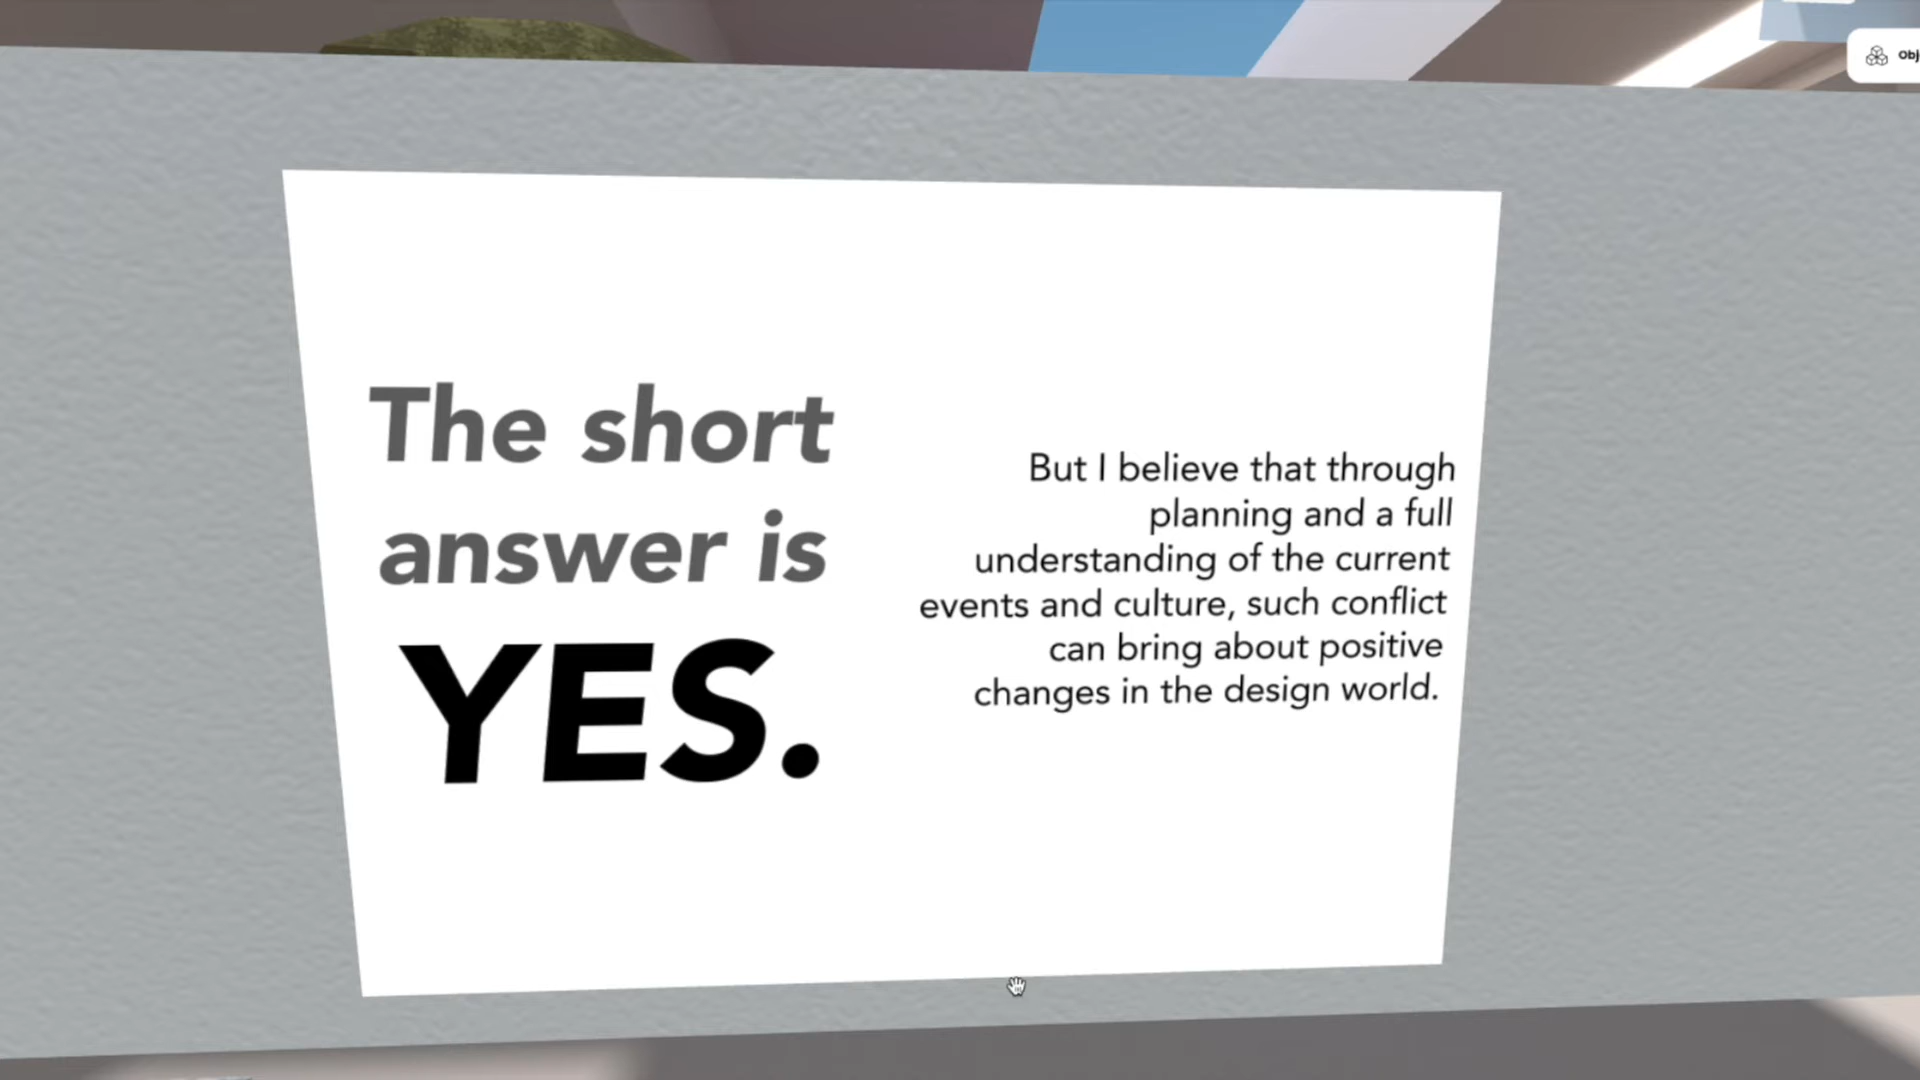 The short
answer is
YES.
But I believe that through
planning and a full
understanding of the current
events and culture, such conflict
can bring about positive
changes in the design world.